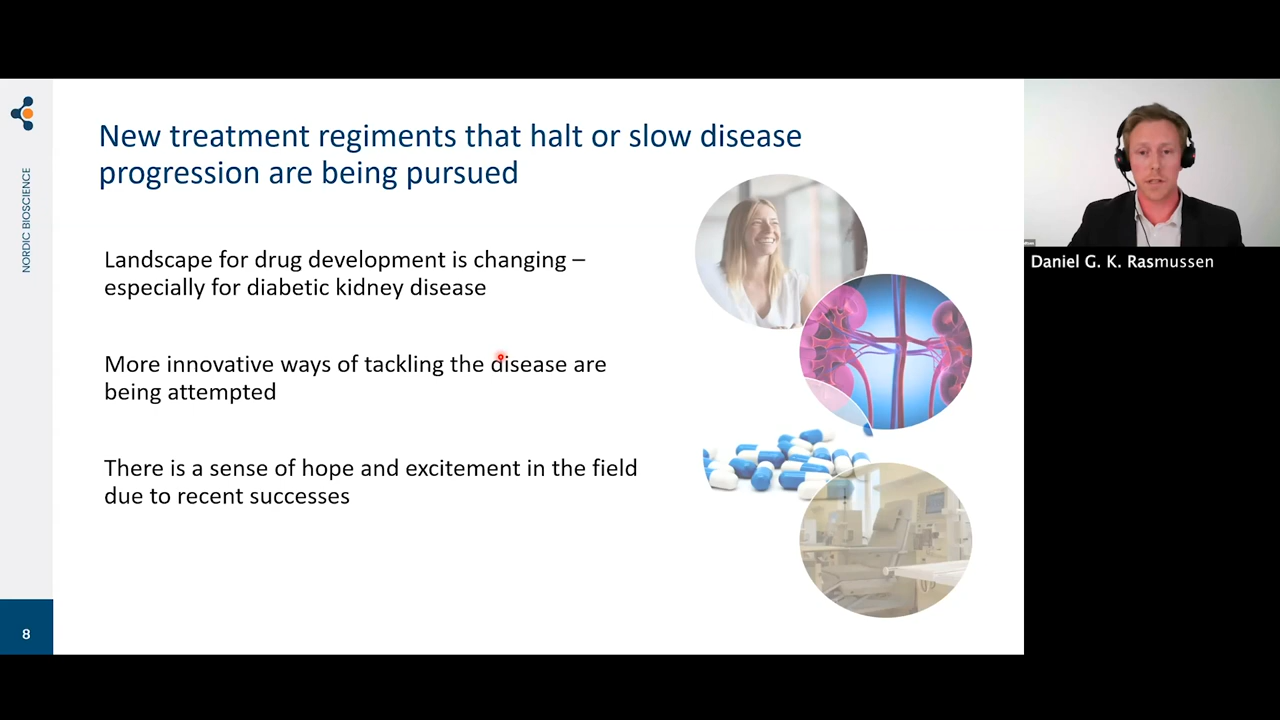 NORDIC BIOSCIENCE
New treatment regiments that halt or slow disease
progression are being pursued
Landscape for drug development is changing –
especially for diabetic kidney disease
More innovative ways of tackling the disease are
being attempted
There is a sense of hope and excitement in the field
due to recent successes
8
Daniel G. K. Rasmussen